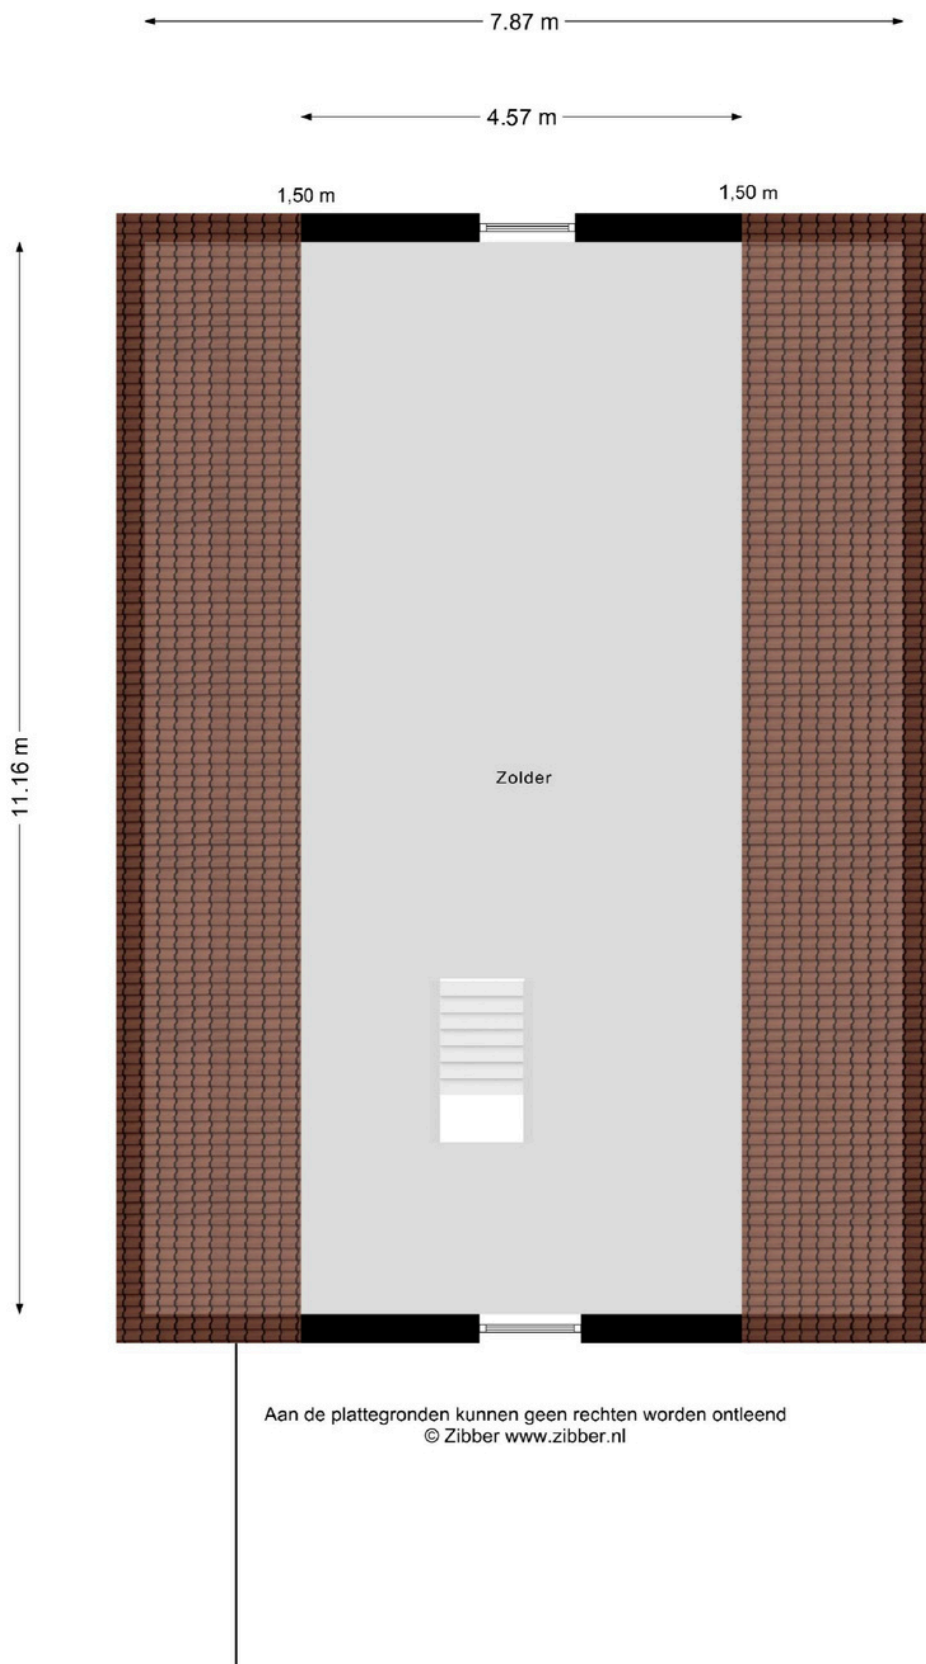 7.87 m
4.57 m
1,50 m
1,50 m
11.16 m
Zolder
Aan de plattegronden kunnen geen rechten worden ontleend
© Zibber www.zibber.nl